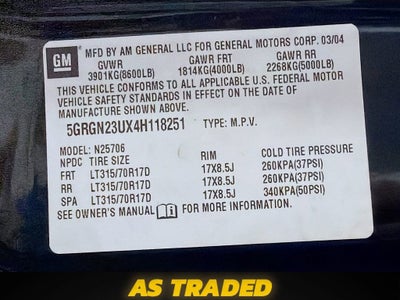 GM
MFD BY AM GENERAL LLC FOR GENERAL MOTORS CORP. 03/04
GVWR GAWR FRT GAWR RR
3901KG(8600LB) 1814KG(4000LB) 2268KG(5000LB)
THIS VEHICLE CONFORMS TO ALL APPLICABLE U.S. FEDERAL MOTOR
VEHICLE SAFETY STANDARDS IN EFFECT ON THE DATE OF
MANUFACTURE SHOWN ABOVE.
5GRGN23UX4H118251 TYPE: M.P.V.
MODEL: N25706
NPDC TIRE SIZE RIM COLD TIRE PRESSURE
FRT LT315/70R17D 17X8.5J 260KPA(37PSI)
RR LT315/70R17D 17X8.5J 260KPA(37PSI)
SPA LT315/70R17D 17X8.5J 340KPA(50PSI)
SEE OWNER'S MANUAL FOR MORE INFORMATION.
AS TRADED